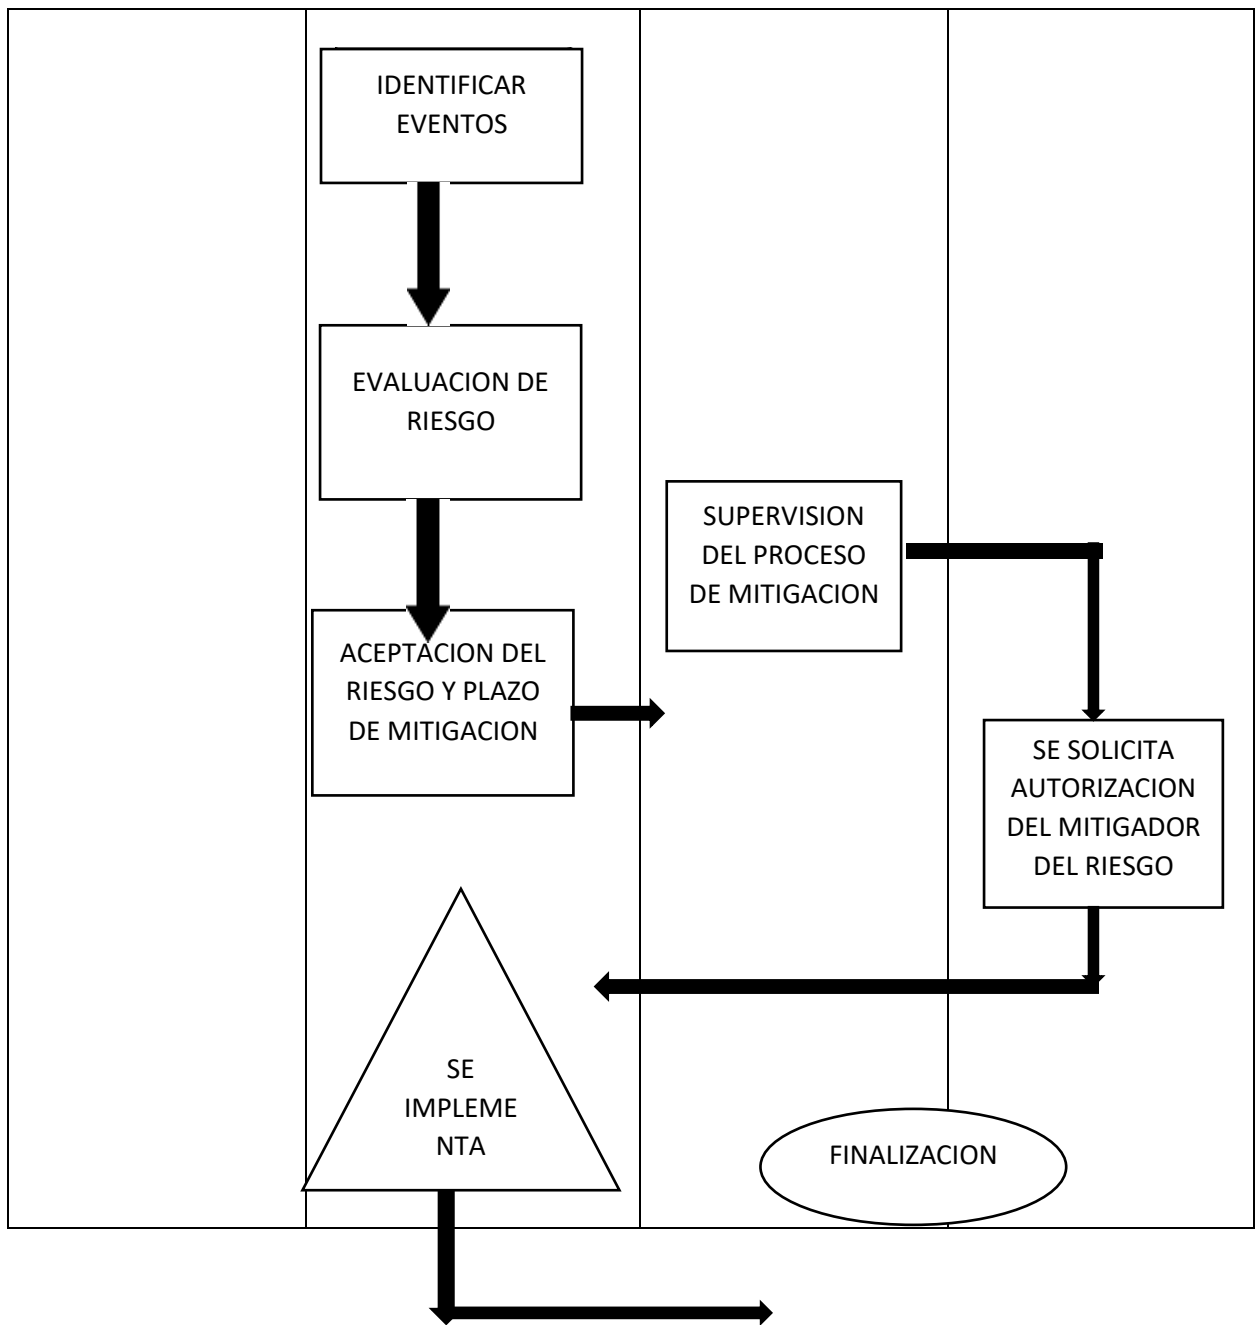 IDENTIFICAR
EVENTOS
EVALUACION DE
RIESGO
ACEPTACION DEL
RIESGO Y PLAZO
DE MITIGACION
SUPERVISION
DEL PROCESO
DE MITIGACION
SE SOLICITA
AUTORIZACION
DEL MITIGADOR
DEL RIESGO
SE
IMPLEME
NTA
FINALIZACION